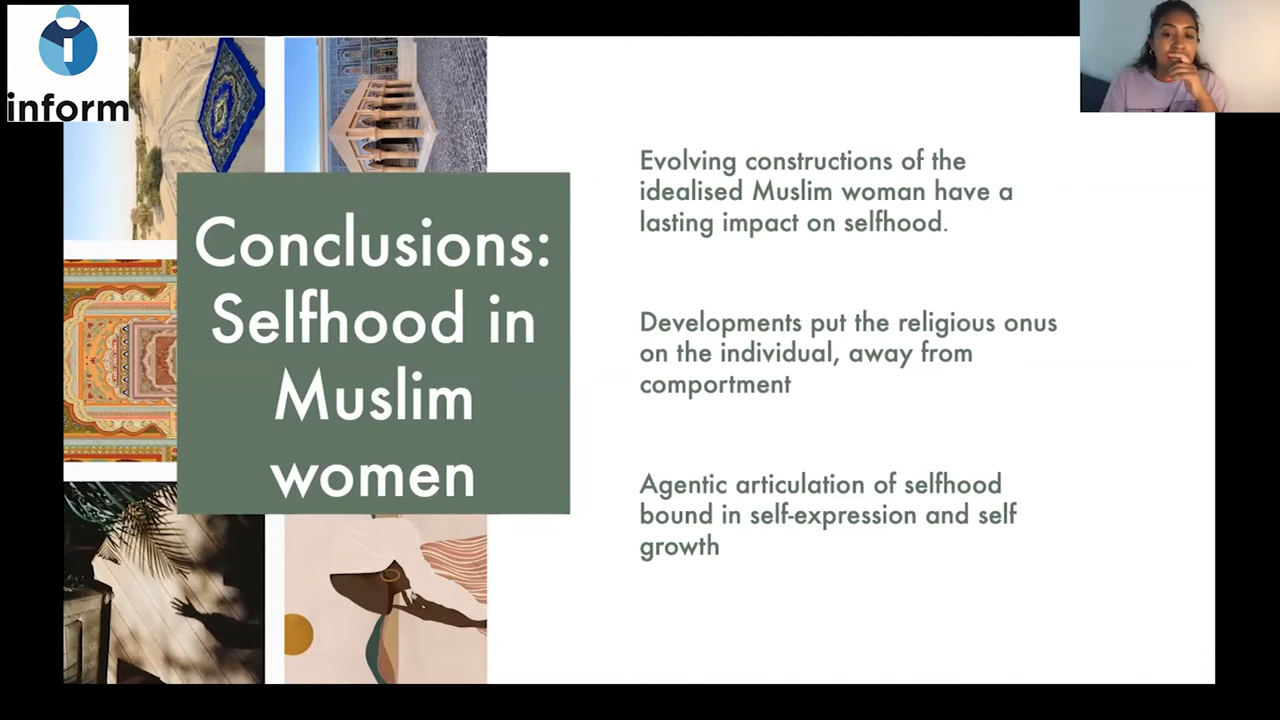 inform
Conclusions:
Selfhood in
Muslim
women
Evolving constructions of the
idealised Muslim woman have a
lasting impact on selfhood.
Developments put the religious onus
on the individual, away from
comportment
Agentic articulation of selfhood
bound in self-expression and self
growth